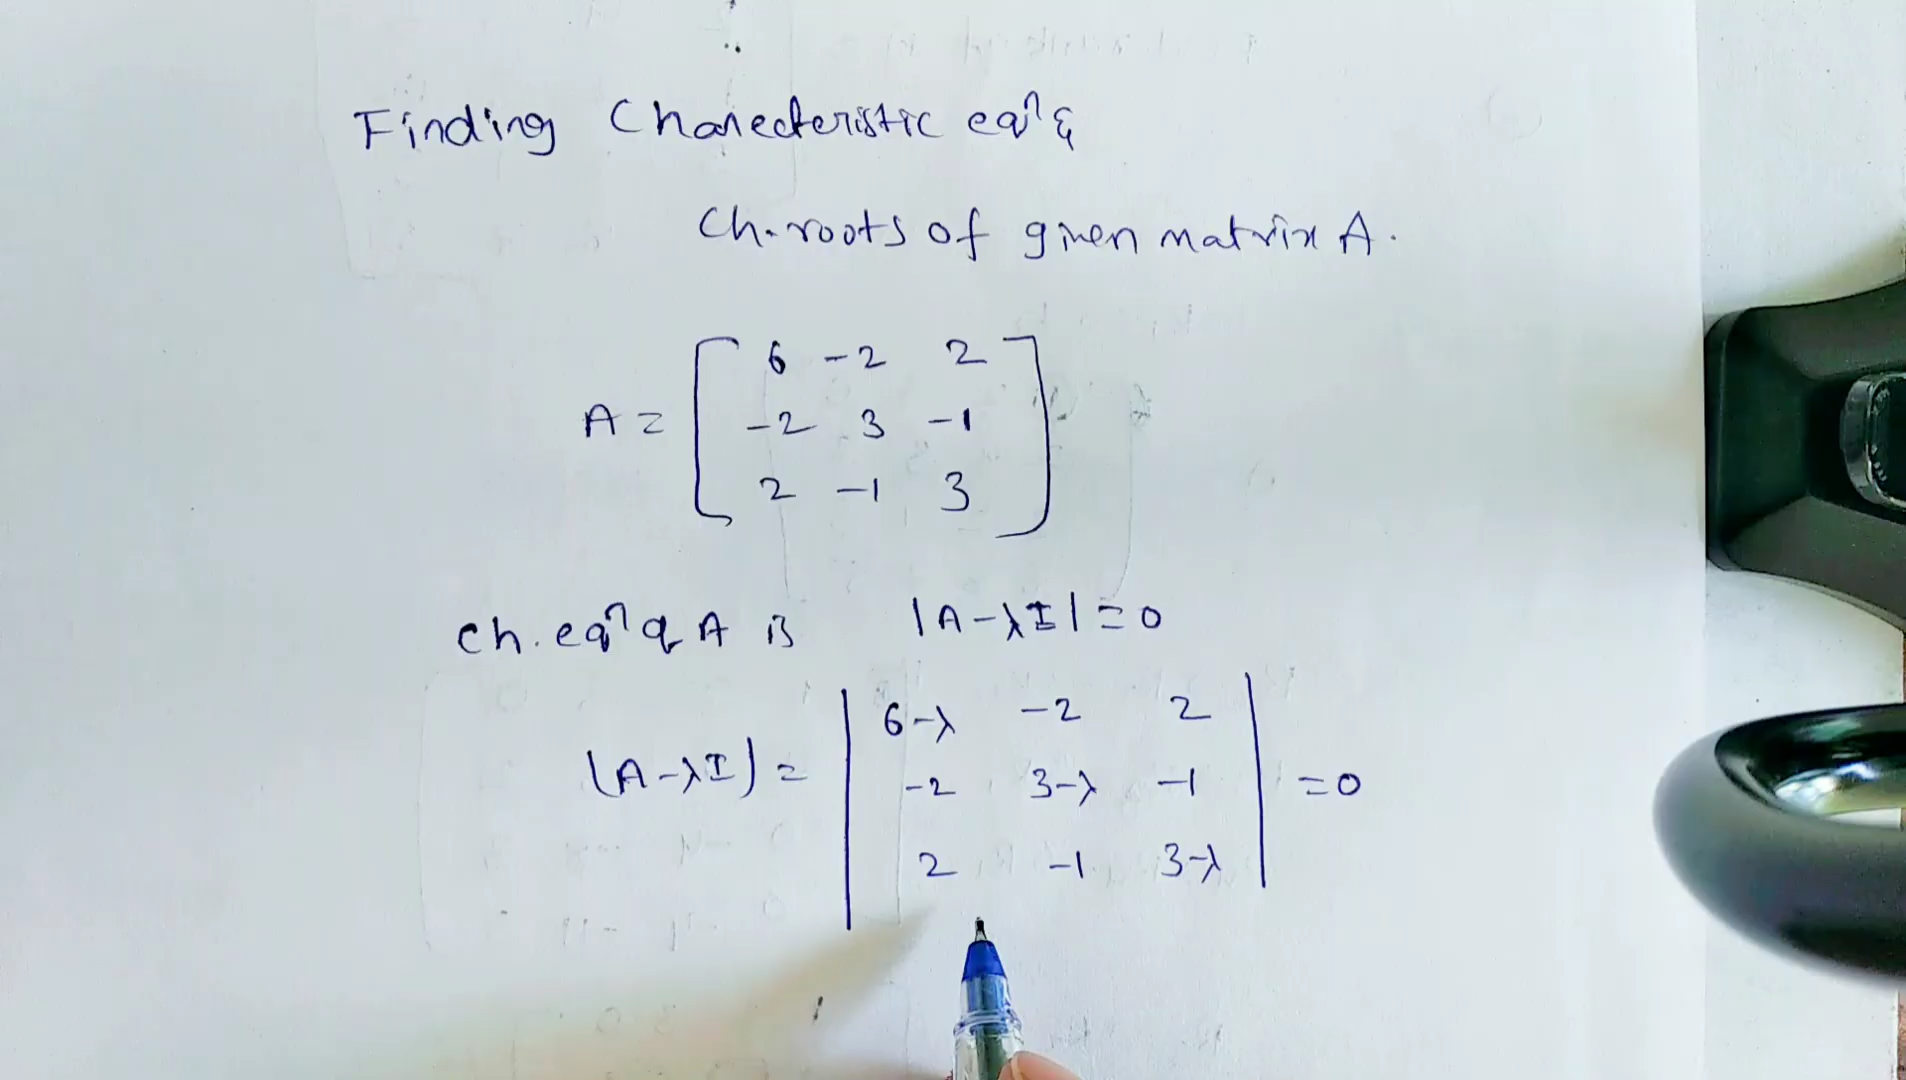 Finding Charecteristic eqⁿ &
Ch. roots of given matrix A.
A = [ 6 -2 2
-2 3 -1
2 -1 3 ]
Ch. eqⁿ of A is |A-λI| = 0
|A-λI| = | 6-λ -2 2 |
| -2 3-λ -1 | = 0
| 2 -1 3-λ |